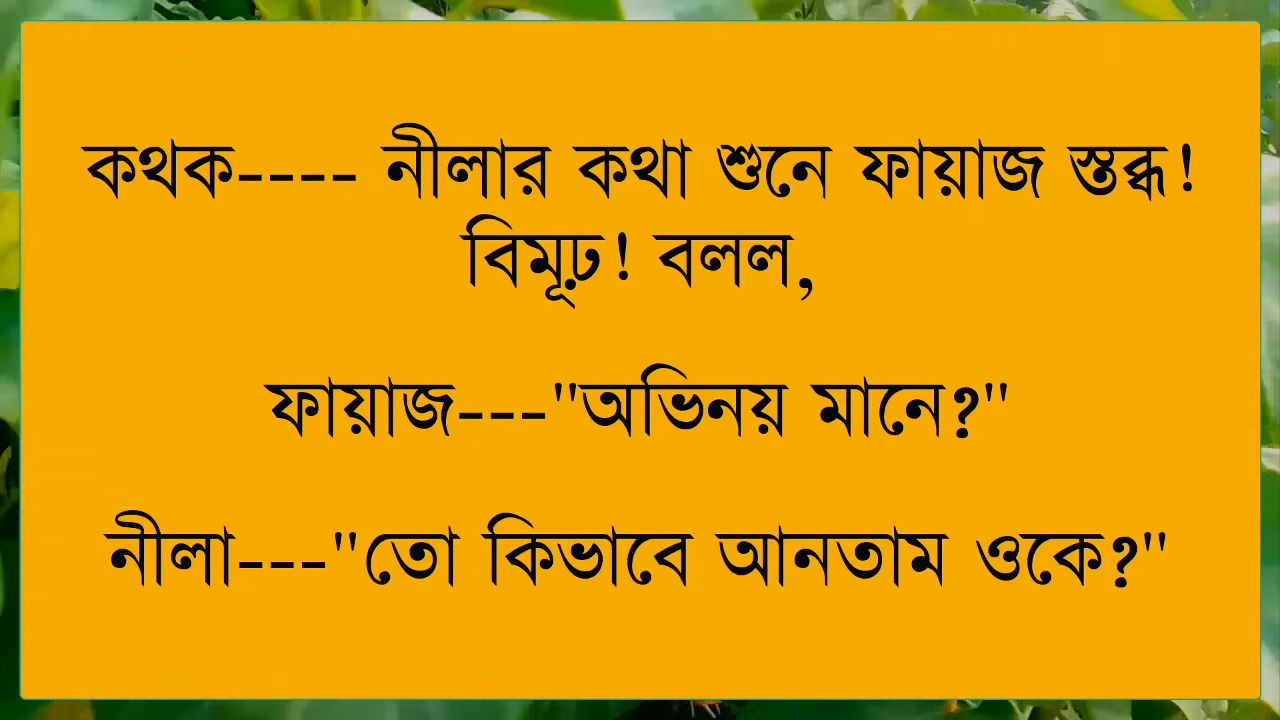 কথক---- নীলার কথা শুনে ফায়াজ স্তব্ধ!
বিমূঢ়! বলল,
ফায়াজ---"অভিনয় মানে?"
নীলা---"তো কিভাবে আনতাম ওকে?"